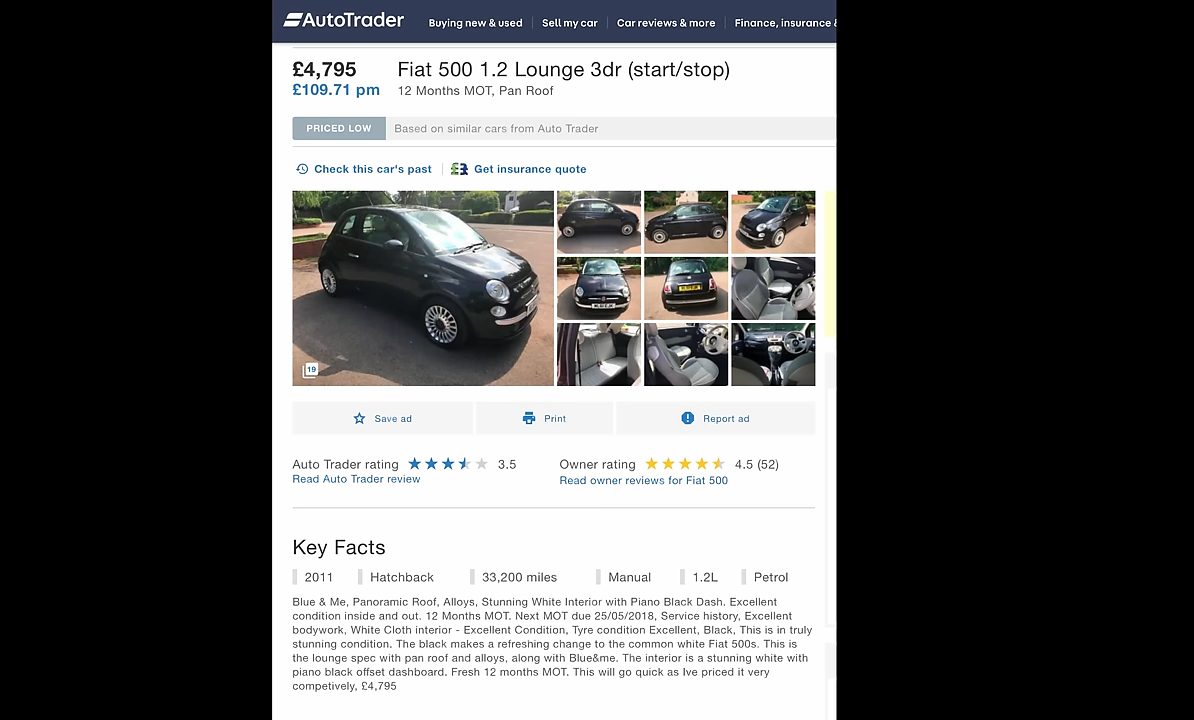 AutoTrader
Buying new & used Sell my car Car reviews & more Finance, insurance &
£4,795 Fiat 500 1.2 Lounge 3dr (start/stop)
£109.71 pm 12 Months MOT, Pan Roof
PRICED LOW Based on similar cars from Auto Trader
Check this car's past Get insurance quote
19
Save ad Print Report ad
Auto Trader rating 3.5 Owner rating 4.5 (52)
Read Auto Trader review Read owner reviews for Fiat 500
Key Facts
2011 Hatchback 33,200 miles Manual 1.2L Petrol
Blue & Me, Panoramic Roof, Alloys, Stunning White Interior with Piano Black Dash. Excellent
condition inside and out. 12 Months MOT. Next MOT due 25/05/2018, Service history, Excellent
bodywork, White Cloth interior - Excellent Condition, Tyre condition Excellent, Black, This is in truly
stunning condition. The black makes a refreshing change to the common white Fiat 500s. This is
the lounge spec with pan roof and alloys, along with Blue&me. The interior is a stunning white with
piano black offset dashboard. Fresh 12 months MOT. This will go quick as Ive priced it very
competively, £4,795